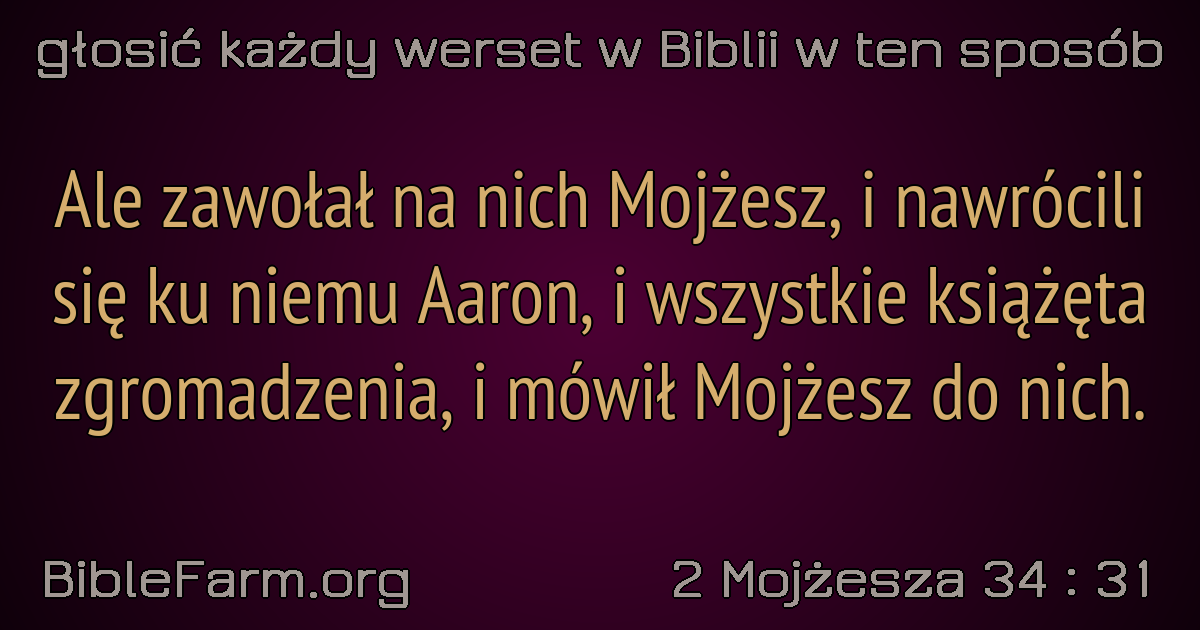 głosić każdy werset w Biblii w ten sposób
Ale zawołał na nich Mojżesz, i nawrócili
się ku niemu Aaron, i wszystkie książęta
zgromadzenia, i mówił Mojżesz do nich.
BibleFarm.org
2 Mojżesza 34 : 31